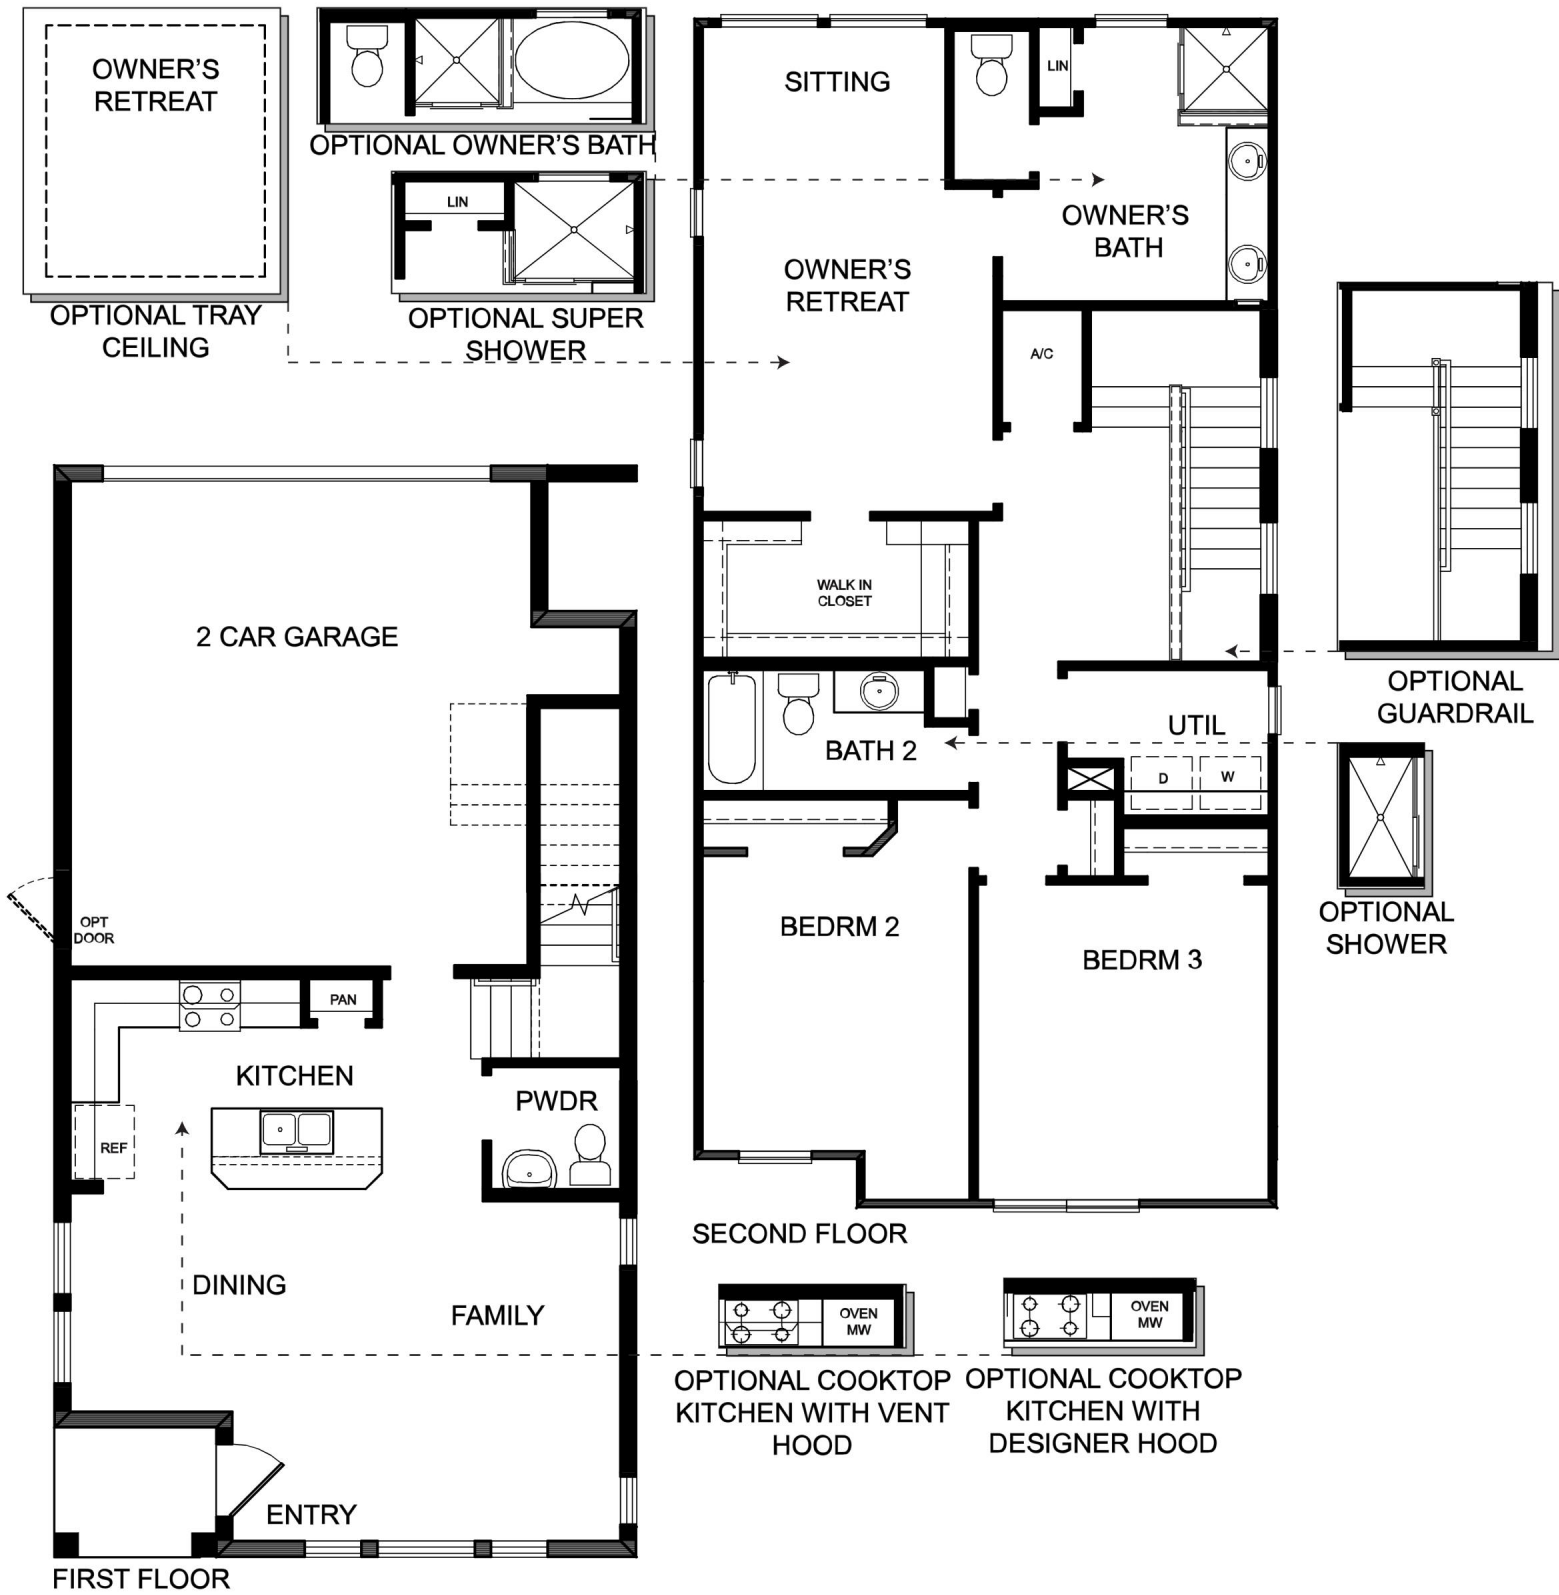 OWNER'S
RETREAT
OPTIONAL TRAY
CEILING
OPTIONAL OWNER'S BATH
LIN
OPTIONAL SUPER
SHOWER
SITTING
LIN
OWNER'S
BATH
OWNER'S
RETREAT
A/C
WALK IN
CLOSET
BATH 2
UTIL
D
W
BEDRM 2
BEDRM 3
SECOND FLOOR
OPTIONAL
GUARDRAIL
OPTIONAL
SHOWER
2 CAR GARAGE
OPT
DOOR
PAN
KITCHEN
REF
PWDR
DINING
FAMILY
ENTRY
FIRST FLOOR
OVEN
MW
OPTIONAL COOKTOP
KITCHEN WITH VENT
HOOD
OVEN
MW
OPTIONAL COOKTOP
KITCHEN WITH
DESIGNER HOOD